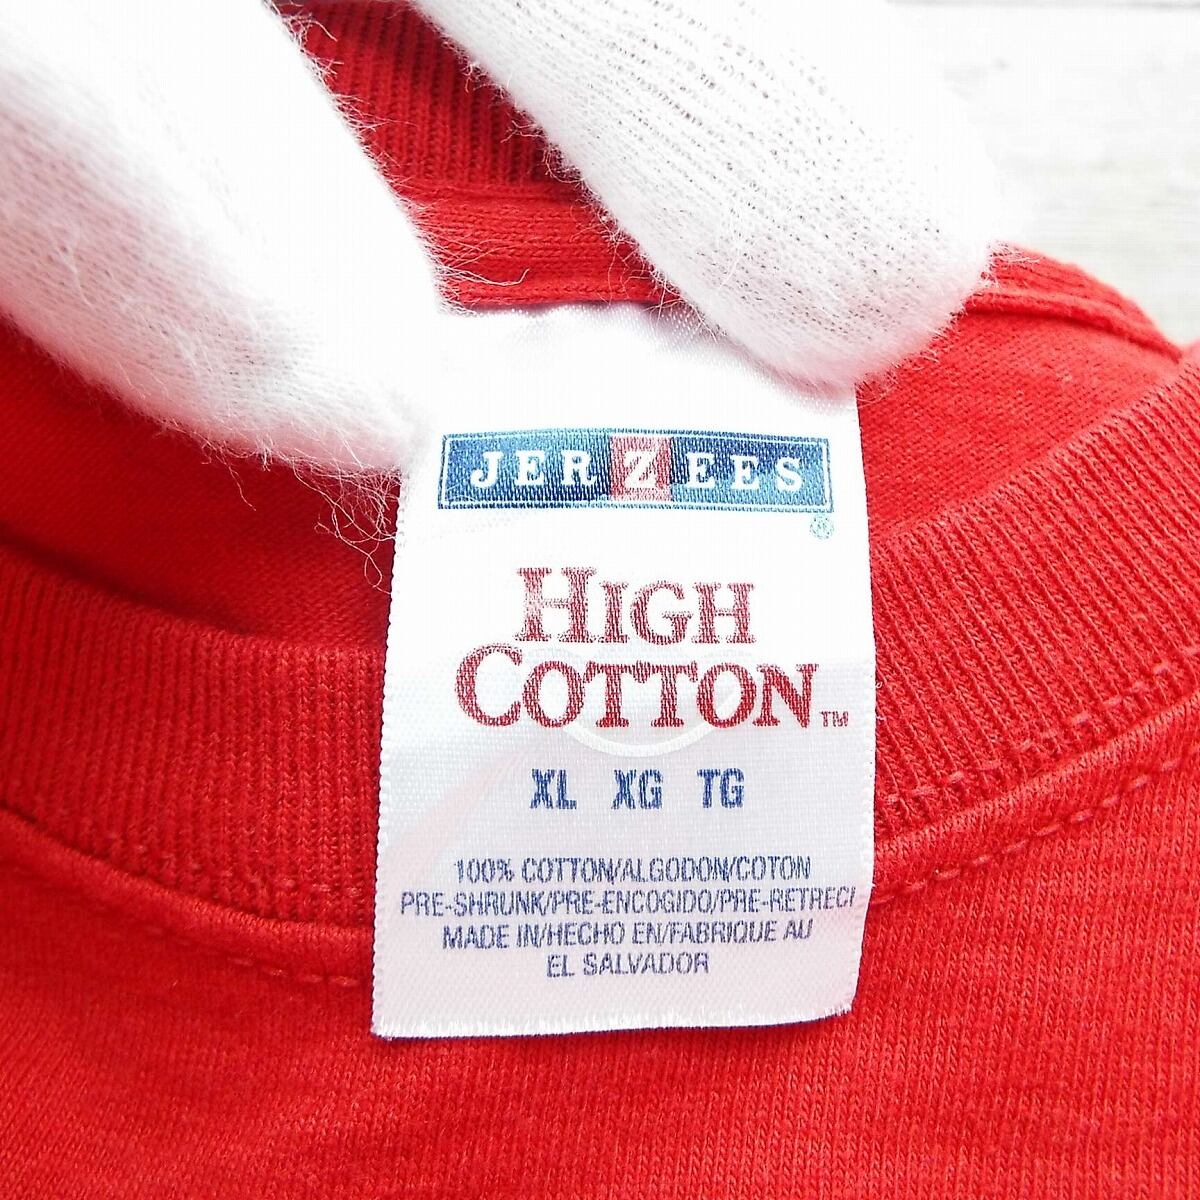 JERZEES
®
HIGH
COTTON™
XL XG TG
100% COTTON/ALGODON/COTON
PRE-SHRUNK/PRE-ENCOGIDO/PRE-RETRECI
MADE IN/HECHO EN/FABRIQUE AU
EL SALVADOR